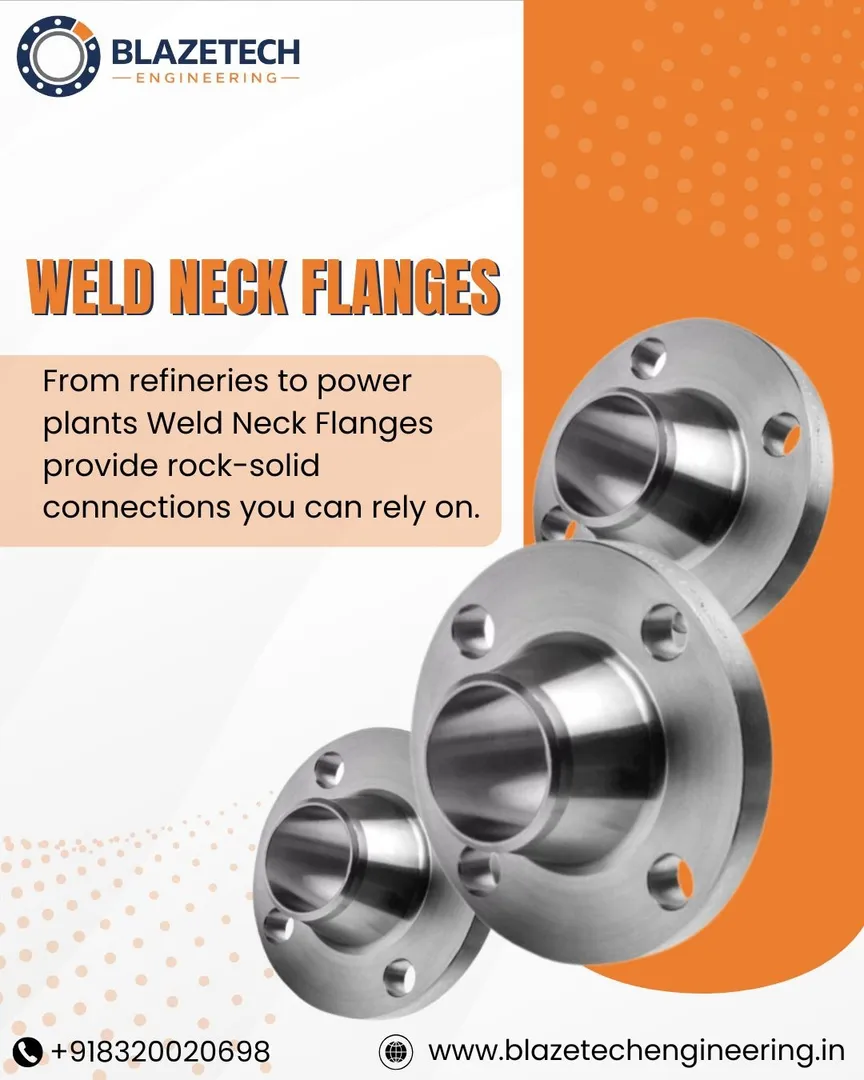 BLAZETECH
ENGINEERING
WELD NECK FLANGES
From refineries to power
plants Weld Neck Flanges
provide rock-solid
connections you can rely on.
+918320020698
www.blazetechengineering.in